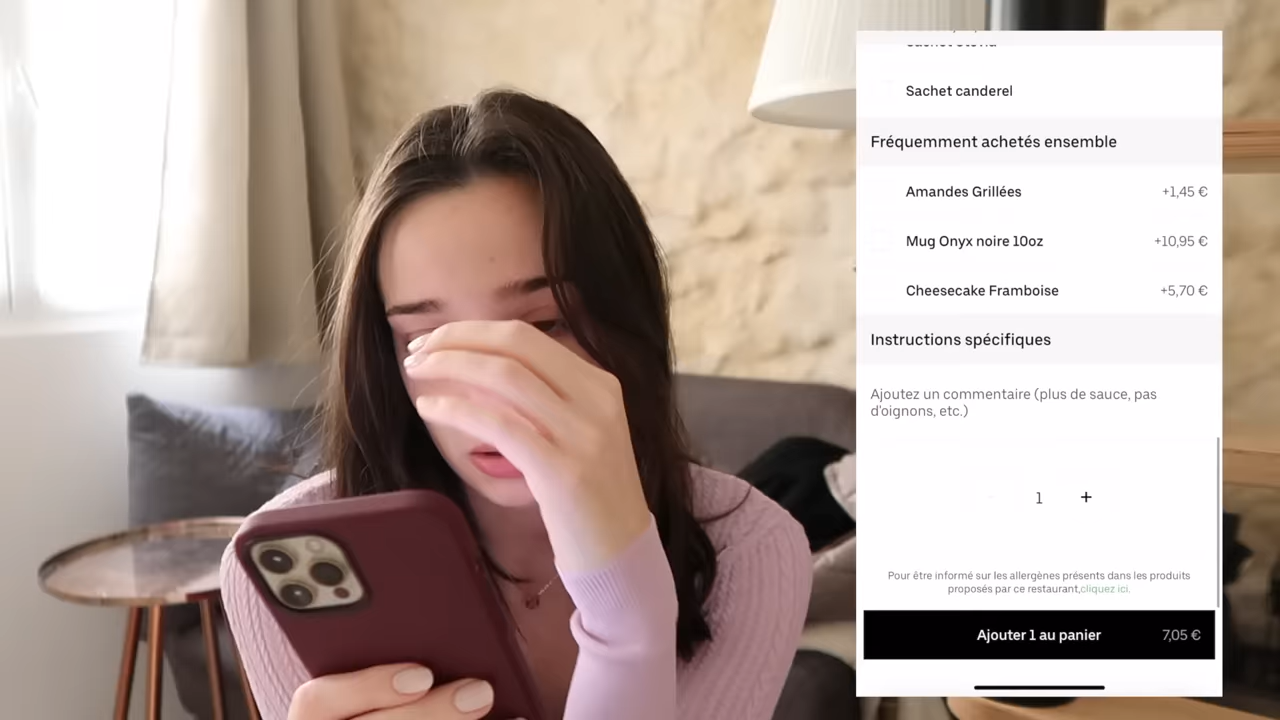 Sachet canderel
Fréquemment achetés ensemble
Amandes Grillées +1,45 €
Mug Onyx noire 10oz +10,95 €
Cheesecake Framboise +5,70 €
Instructions spécifiques
Ajoutez un commentaire (plus de sauce, pas
d'oignons, etc.)
1 +
Pour être informé sur les allergènes présents dans les produits
proposés par ce restaurant,cliquez ici.
Ajouter 1 au panier 7,05 €